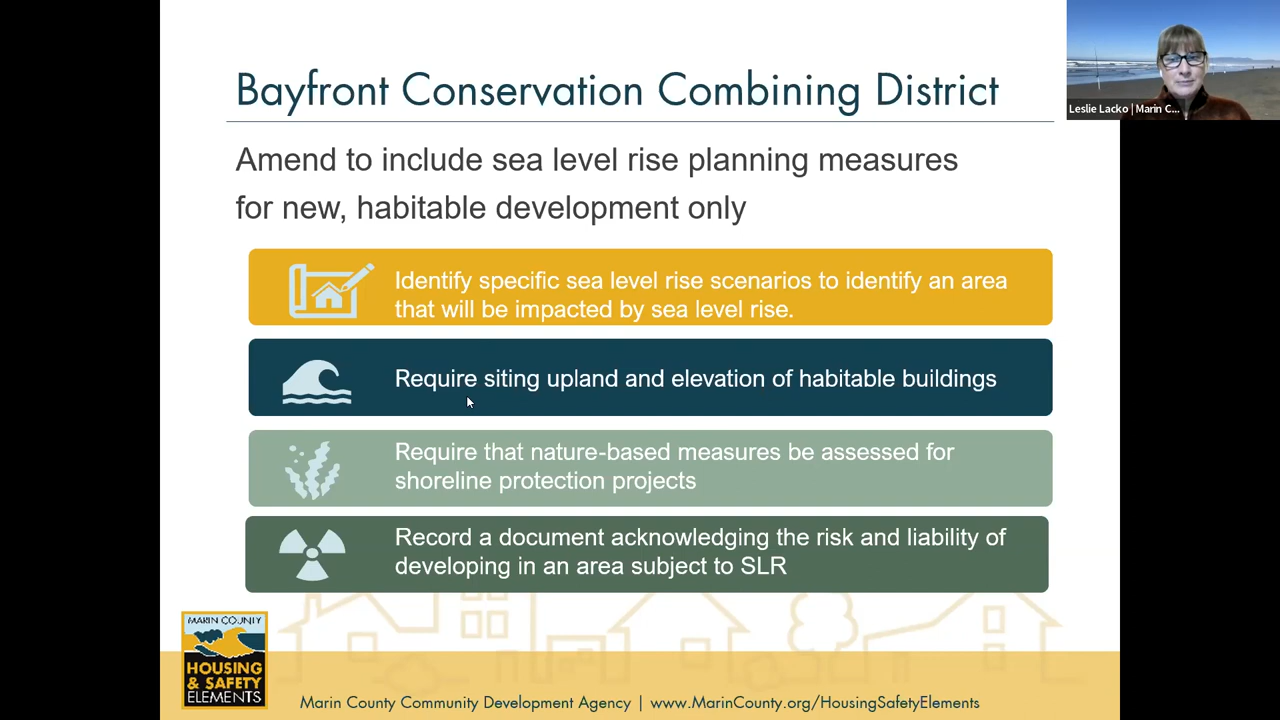 Bayfront Conservation Combining District
Leslie Lacko | Marin C...
Amend to include sea level rise planning measures
for new, habitable development only
Identify specific sea level rise scenarios to identify an area
that will be impacted by sea level rise.
Require siting upland and elevation of habitable buildings
Require that nature-based measures be assessed for
shoreline protection projects
Record a document acknowledging the risk and liability of
developing in an area subject to SLR
MARIN COUNTY
HOUSING
& SAFETY
ELEMENTS
Marin County Community Development Agency | www.MarinCounty.org/HousingSafetyElements